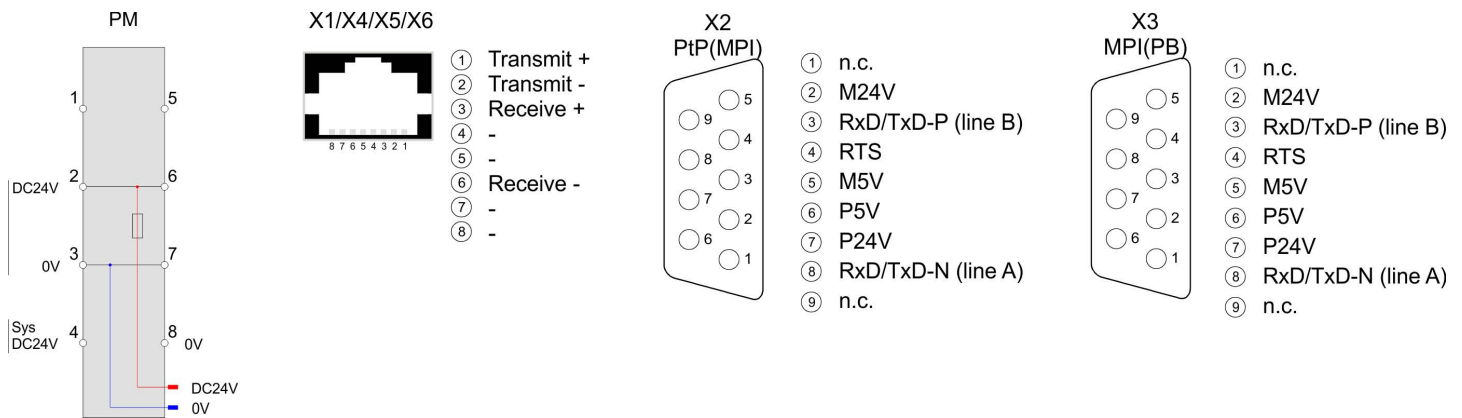 PM
1 5
DC24V 2 6
0V 3 7
Sys
DC24V 4 8 0V
DC24V
0V
X1/X4/X5/X6
8 7 6 5 4 3 2 1
1 Transmit +
2 Transmit -
3 Receive +
4 -
5 -
6 Receive -
7 -
8 -
X2
PtP(MPI)
5
9
4
8
3
7
2
6
1
1 n.c.
2 M24V
3 RxD/TxD-P (line B)
4 RTS
5 M5V
6 P5V
7 P24V
8 RxD/TxD-N (line A)
9 n.c.
X3
MPI(PB)
5
9
4
8
3
7
2
6
1
1 n.c.
2 M24V
3 RxD/TxD-P (line B)
4 RTS
5 M5V
6 P5V
7 P24V
8 RxD/TxD-N (line A)
9 n.c.